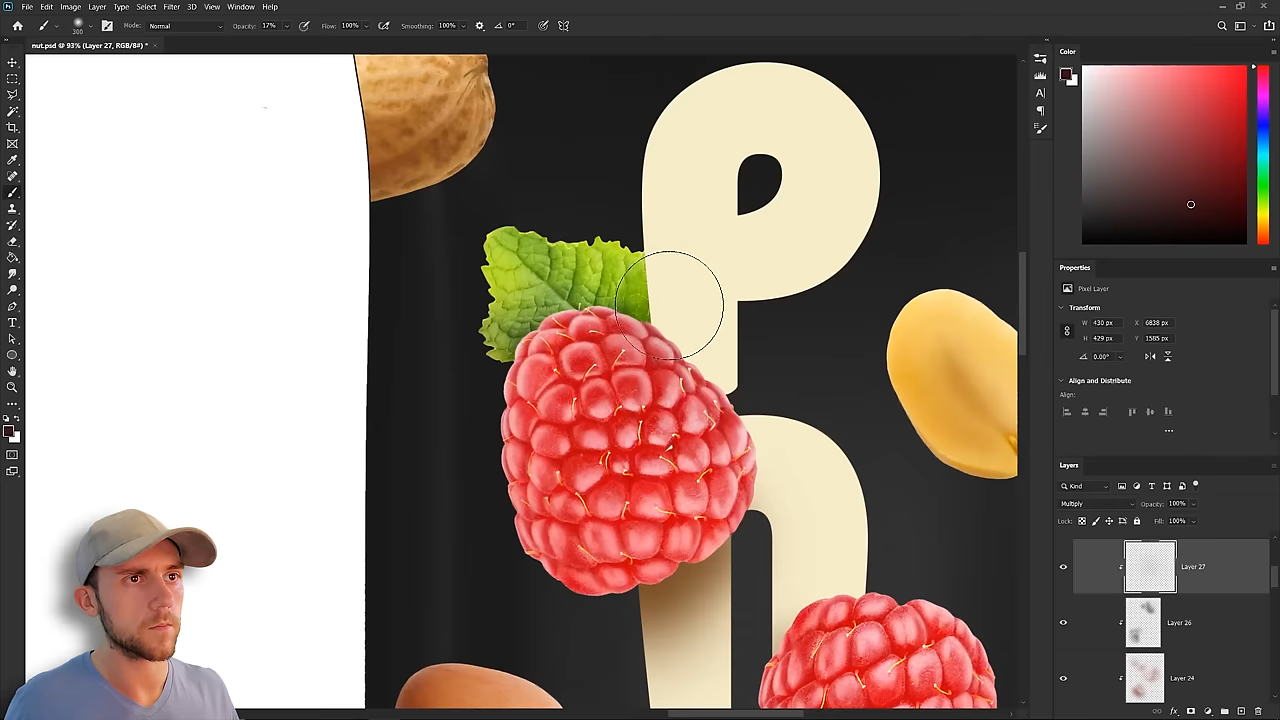 File Edit Image Layer Type Select Filter 3D View Window Help
300 Mode: Normal Opacity: 17% Flow: 100% Smoothing: 100% 0°
nut.psd @ 93% (Layer 27, RGB/8#) * ×
Color
Properties
Pixel Layer
Transform
W 430 px X 6838 px
H 429 px Y 1585 px
0.00°
Align and Distribute
Align:
Layers
Kind
Multiply Opacity: 100%
Lock: Fill: 100%
Layer 27
Layer 26
Layer 24
P
n